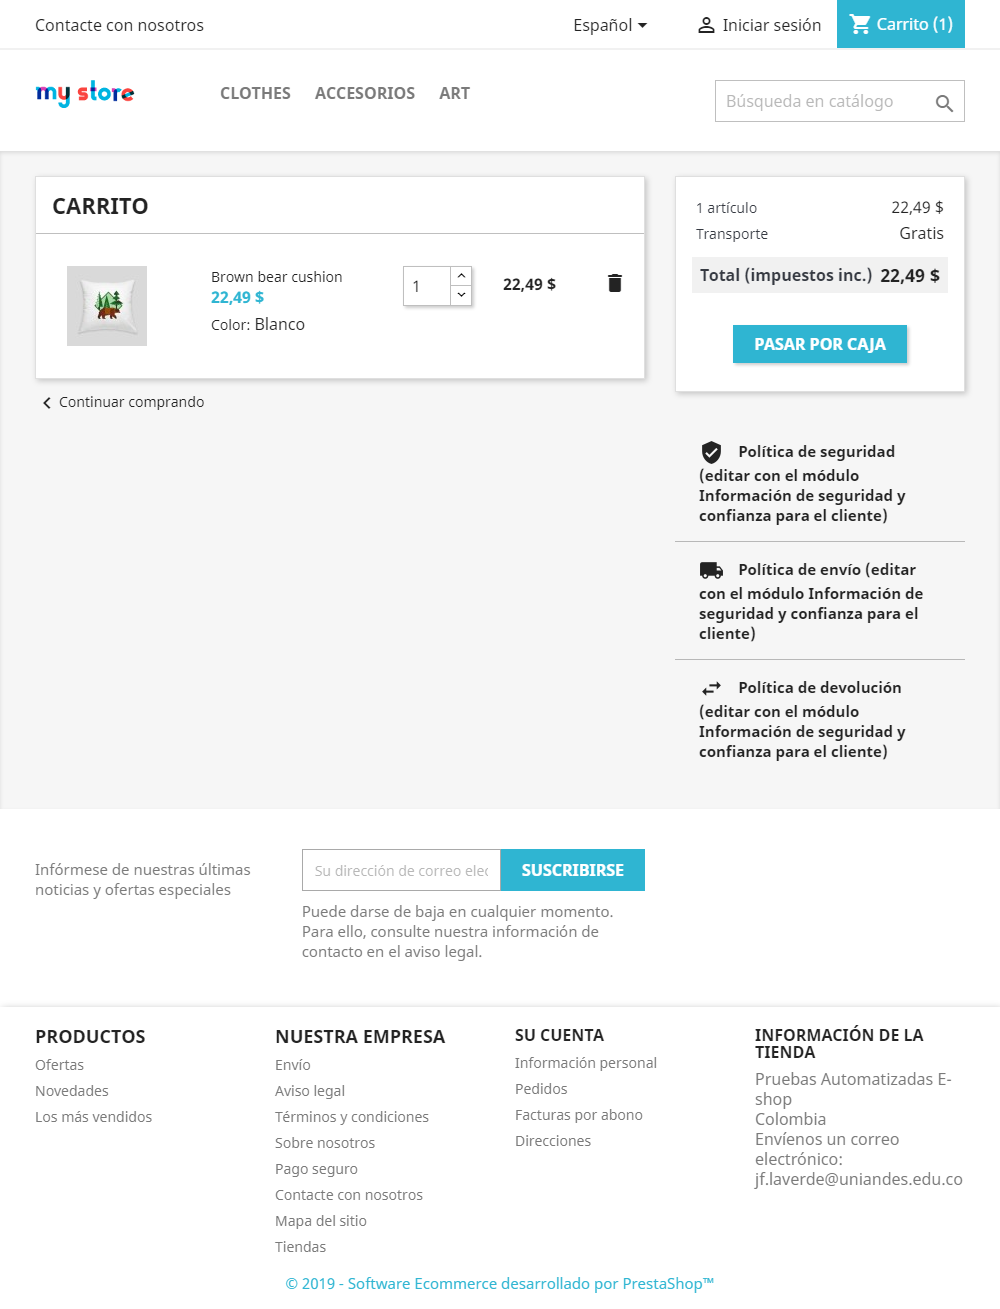 Contacte con nosotros
Español
Iniciar sesión
Carrito (1)
my store
CLOTHES
ACCESORIOS
ART
Búsqueda en catálogo
CARRITO
Brown bear cushion
22,49 $
Color: Blanco
1
22,49 $
Continuar comprando
1 artículo 22,49 $
Transporte Gratis
Total (impuestos inc.) 22,49 $
PASAR POR CAJA
Política de seguridad
(editar con el módulo
Información de seguridad y
confianza para el cliente)
Política de envío (editar
con el módulo Información de
seguridad y confianza para el
cliente)
Política de devolución
(editar con el módulo
Información de seguridad y
confianza para el cliente)
Infórmese de nuestras últimas
noticias y ofertas especiales
Su dirección de correo elec
SUSCRIBIRSE
Puede darse de baja en cualquier momento.
Para ello, consulte nuestra información de
contacto en el aviso legal.
PRODUCTOS
Ofertas
Novedades
Los más vendidos
NUESTRA EMPRESA
Envío
Aviso legal
Términos y condiciones
Sobre nosotros
Pago seguro
Contacte con nosotros
Mapa del sitio
Tiendas
SU CUENTA
Información personal
Pedidos
Facturas por abono
Direcciones
INFORMACIÓN DE LA
TIENDA
Pruebas Automatizadas E-
shop
Colombia
Envíenos un correo
electrónico:
jf.laverde@uniandes.edu.co
© 2019 - Software Ecommerce desarrollado por PrestaShop™